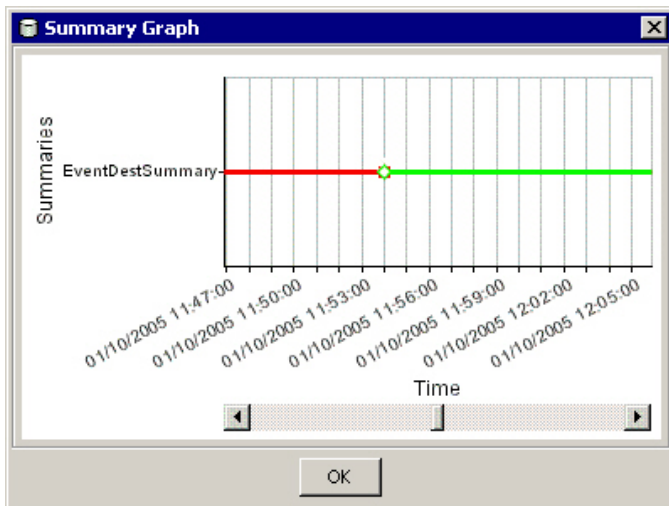 Summary Graph
Summaries
EventDestSummary
01/10/2005 11:47:00
01/10/2005 11:50:00
01/10/2005 11:53:00
01/10/2005 11:56:00
01/10/2005 11:59:00
01/10/2005 12:02:00
01/10/2005 12:05:00
Time
OK